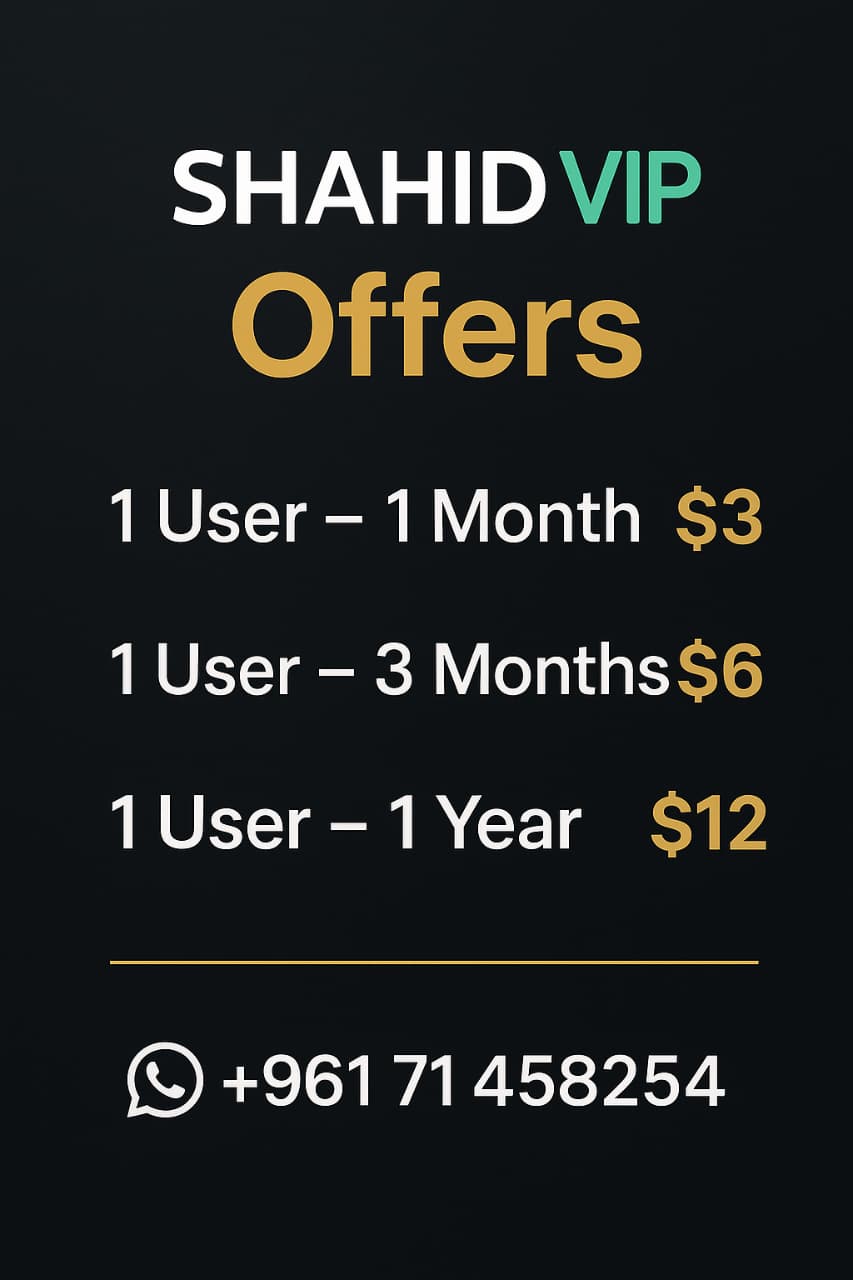 SHAHID VIP
Offers
1 User – 1 Month $3
1 User – 3 Months $6
1 User – 1 Year $12
+961 71 458254